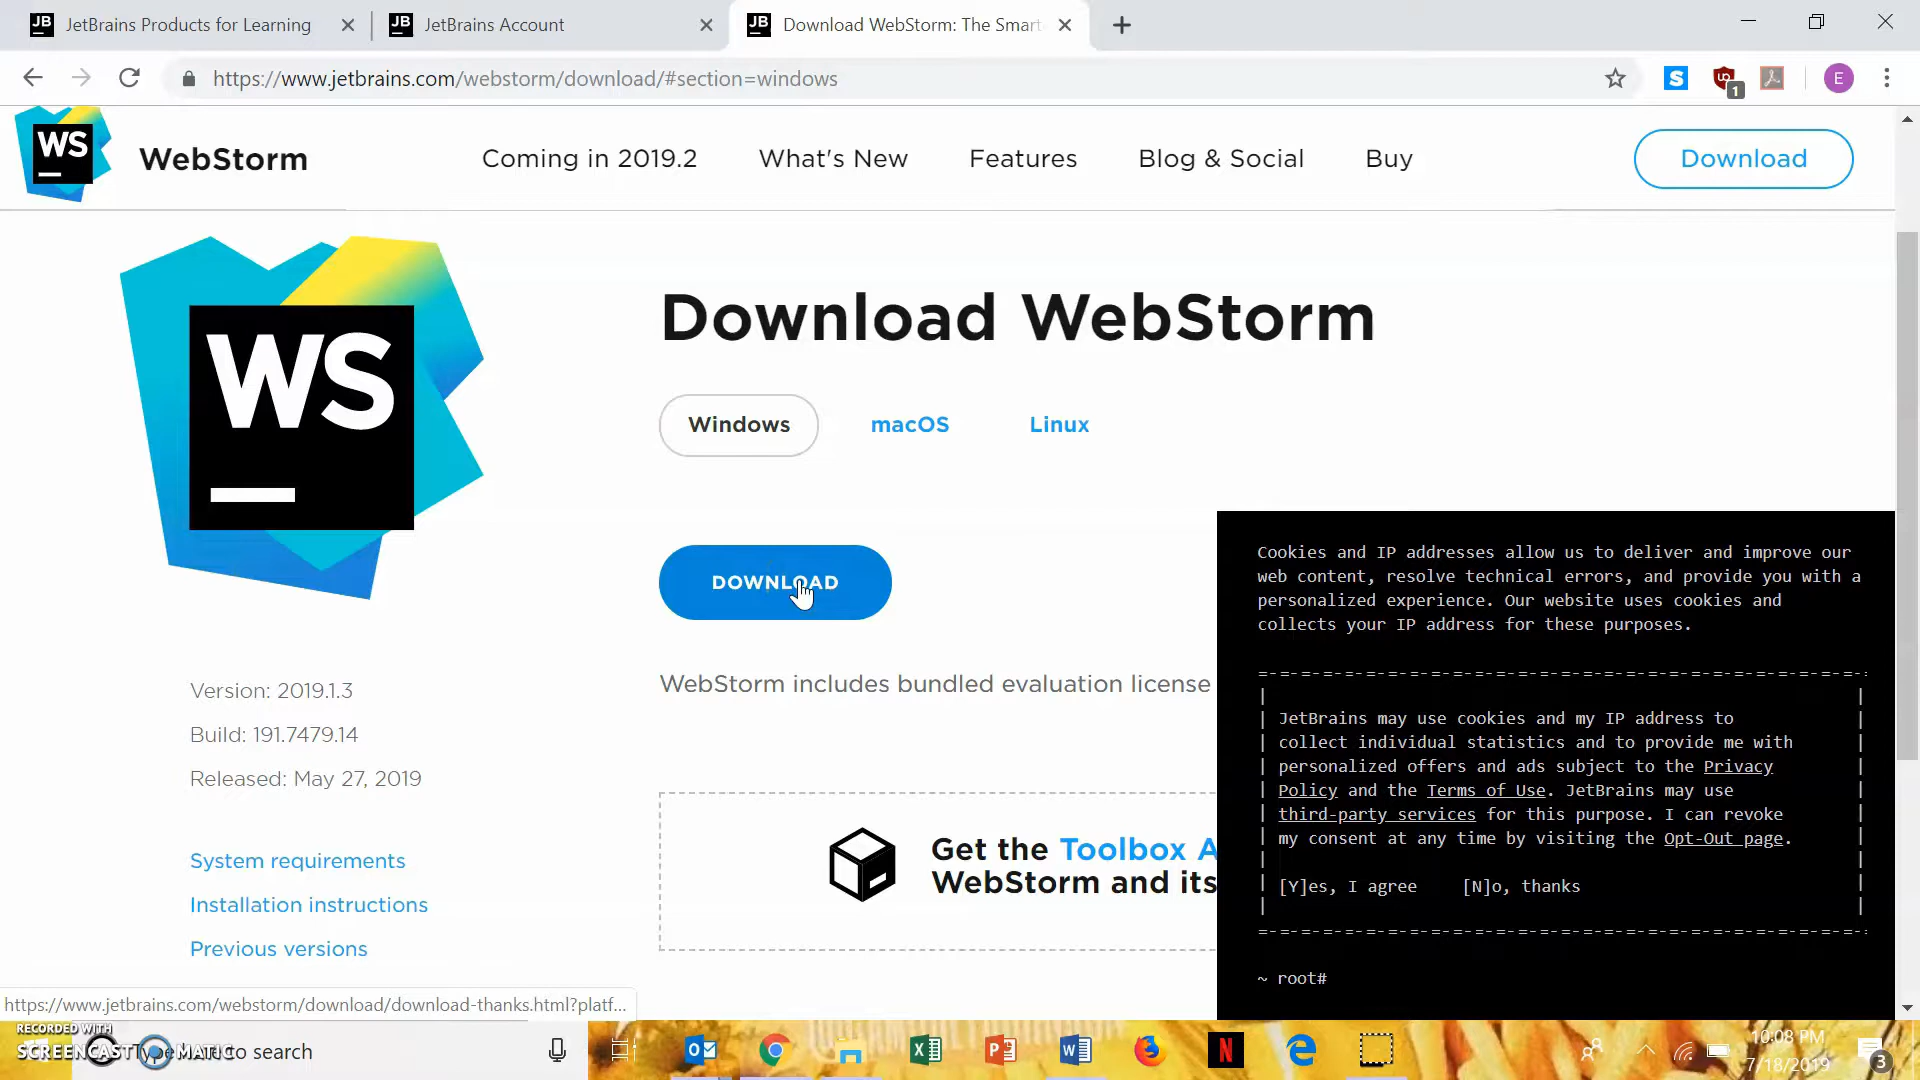 JB JetBrains Products for Learning
JB JetBrains Account
JB Download WebStorm: The Smart
https://www.jetbrains.com/webstorm/download/#section=windows
S
1
E
WS
WebStorm
Coming in 2019.2
What's New
Features
Blog & Social
Buy
Download
WS
Download WebStorm
Windows
macOS
Linux
DOWNLOAD
WebStorm includes bundled evaluation license
Version: 2019.1.3
Build: 191.7479.14
Released: May 27, 2019
System requirements
Installation instructions
Previous versions
Get the Toolbox A
WebStorm and its
Cookies and IP addresses allow us to deliver and improve our
web content, resolve technical errors, and provide you with a
personalized experience. Our website uses cookies and
collects your IP address for these purposes.
JetBrains may use cookies and my IP address to
collect individual statistics and to provide me with
personalized offers and ads subject to the Privacy
Policy and the Terms of Use. JetBrains may use
third-party services for this purpose. I can revoke
my consent at any time by visiting the Opt-Out page.
[Y]es, I agree [N]o, thanks
~ root#
https://www.jetbrains.com/webstorm/download/download-thanks.html?platf...
RECORDED WITH
SCREENCAST MATIC
Type here to search
N
10:08 PM
7/18/2019
3